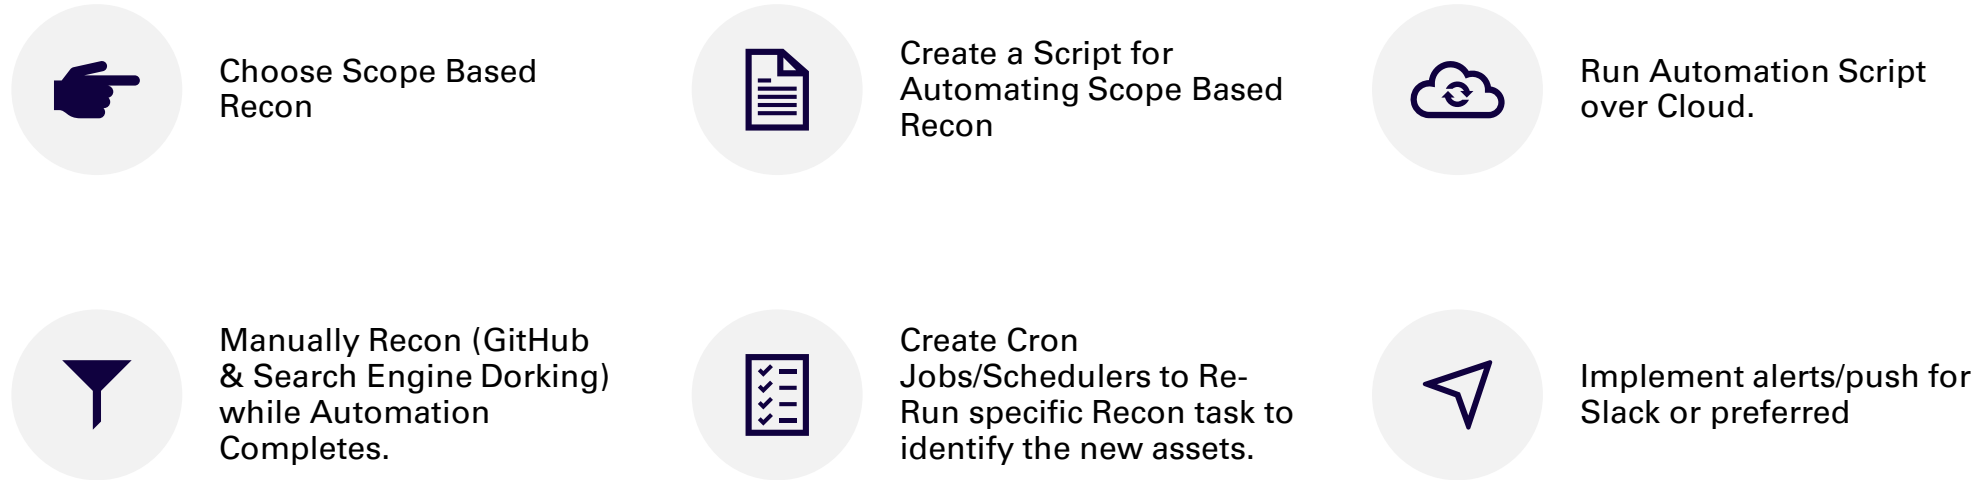 Choose Scope Based
Recon
Create a Script for
Automating Scope Based
Recon
Run Automation Script
over Cloud.
Manually Recon (GitHub
& Search Engine Dorking)
while Automation
Completes.
Create Cron
Jobs/Schedulers to Re-
Run specific Recon task to
identify the new assets.
Implement alerts/push for
Slack or preferred